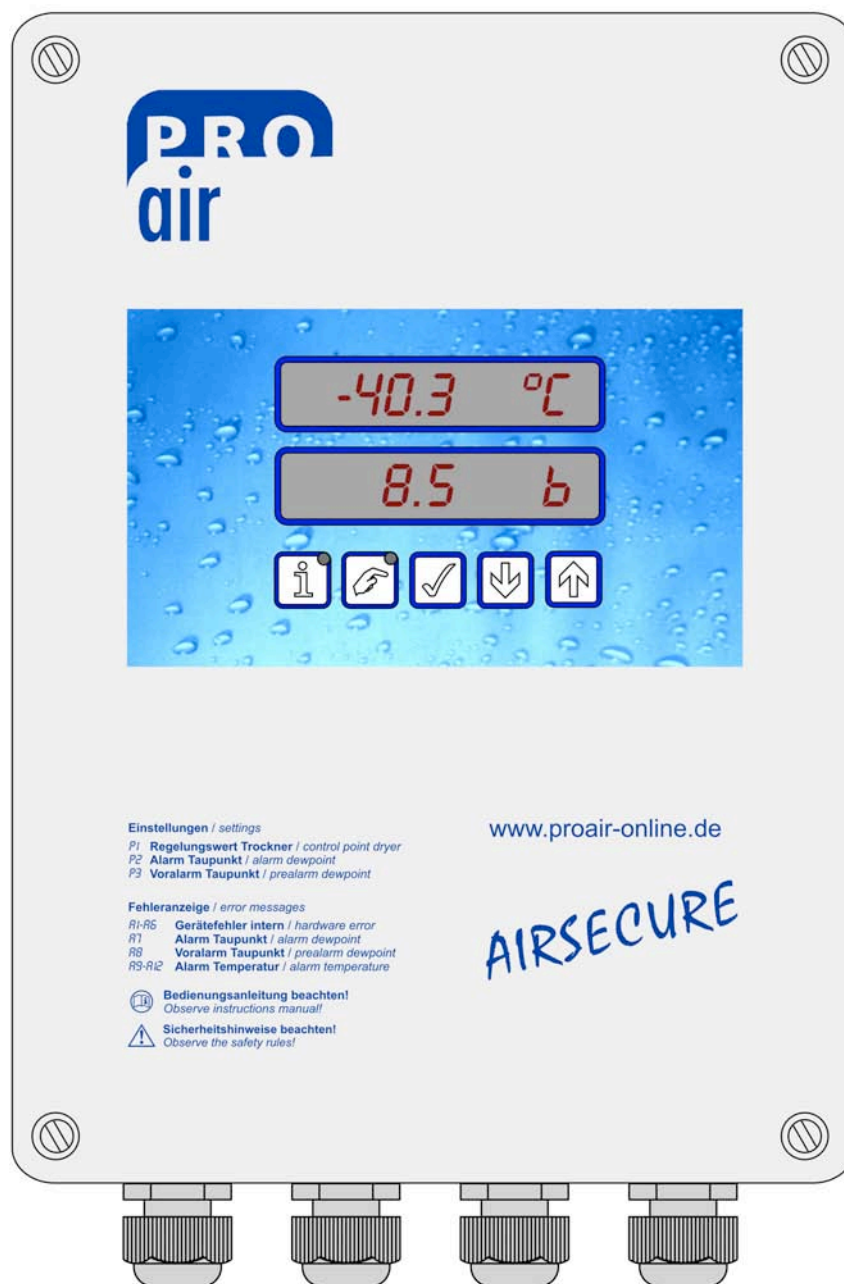 PRO
air
-40.3 °C
8.5 b
i
Einstellungen / settings
P1 Regelungswert Trockner / control point dryer
P2 Alarm Taupunkt / alarm dewpoint
P3 Voralarm Taupunkt / prealarm dewpoint
Fehleranzeige / error messages
A1-A6 Gerätefehler intern / hardware error
A7 Alarm Taupunkt / alarm dewpoint
A8 Voralarm Taupunkt / prealarm dewpoint
A9-A12 Alarm Temperatur / alarm temperature
Bedienungsanleitung beachten!
Observe instructions manual!
Sicherheitshinweise beachten!
Observe the safety rules!
www.proair-online.de
AIRSECURE